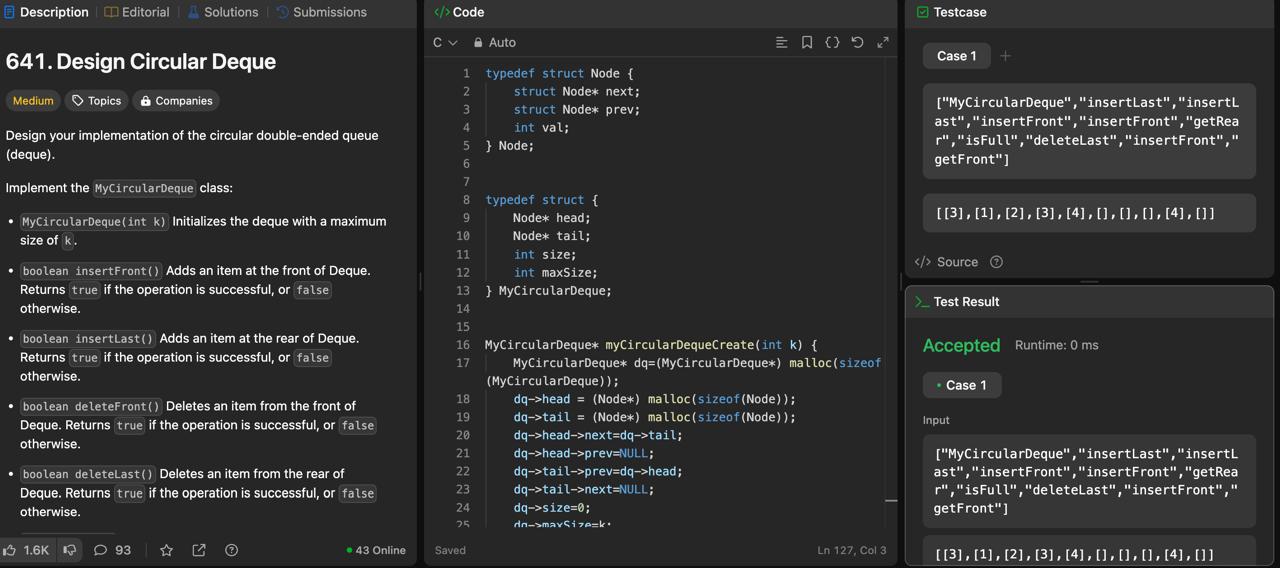 Description
Editorial
Solutions
Submissions
641. Design Circular Deque
Medium
Topics
Companies
Design your implementation of the circular double-ended queue
(deque).
Implement the MyCircularDeque class:
• MyCircularDeque(int k) Initializes the deque with a maximum
size of k.
• boolean insertFront() Adds an item at the front of Deque.
Returns true if the operation is successful, or false
otherwise.
• boolean insertLast() Adds an item at the rear of Deque.
Returns true if the operation is successful, or false
otherwise.
• boolean deleteFront() Deletes an item from the front of
Deque. Returns true if the operation is successful, or false
otherwise.
• boolean deleteLast() Deletes an item from the rear of
Deque. Returns true if the operation is successful, or false
otherwise.
1.6K
93
43 Online
</> Code
C
Auto
1 typedef struct Node {
2 struct Node* next;
3 struct Node* prev;
4 int val;
5 } Node;
6
7
8 typedef struct {
9 Node* head;
10 Node* tail;
11 int size;
12 int maxSize;
13 } MyCircularDeque;
14
15
16 MyCircularDeque* myCircularDequeCreate(int k) {
17 MyCircularDeque* dq=(MyCircularDeque*) malloc(sizeof
(MyCircularDeque));
18 dq->head = (Node*) malloc(sizeof(Node));
19 dq->tail = (Node*) malloc(sizeof(Node));
20 dq->head->next=dq->tail;
21 dq->head->prev=NULL;
22 dq->tail->prev=dq->head;
23 dq->tail->next=NULL;
24 dq->size=0;
25 dq->maxSize=k;
Saved
Ln 127, Col 3
Testcase
Case 1
+
["MyCircularDeque","insertLast","insertL
ast","insertFront","insertFront","getRea
r","isFull","deleteLast","insertFront","
getFront"]
[[3],[1],[2],[3],[4],[],[],[],[4],[]]
</> Source
Test Result
Accepted
Runtime: 0 ms
• Case 1
Input
["MyCircularDeque","insertLast","insertL
ast","insertFront","insertFront","getRea
r","isFull","deleteLast","insertFront","
getFront"]
[[3],[1],[2],[3],[4],[],[],[],[4],[]]